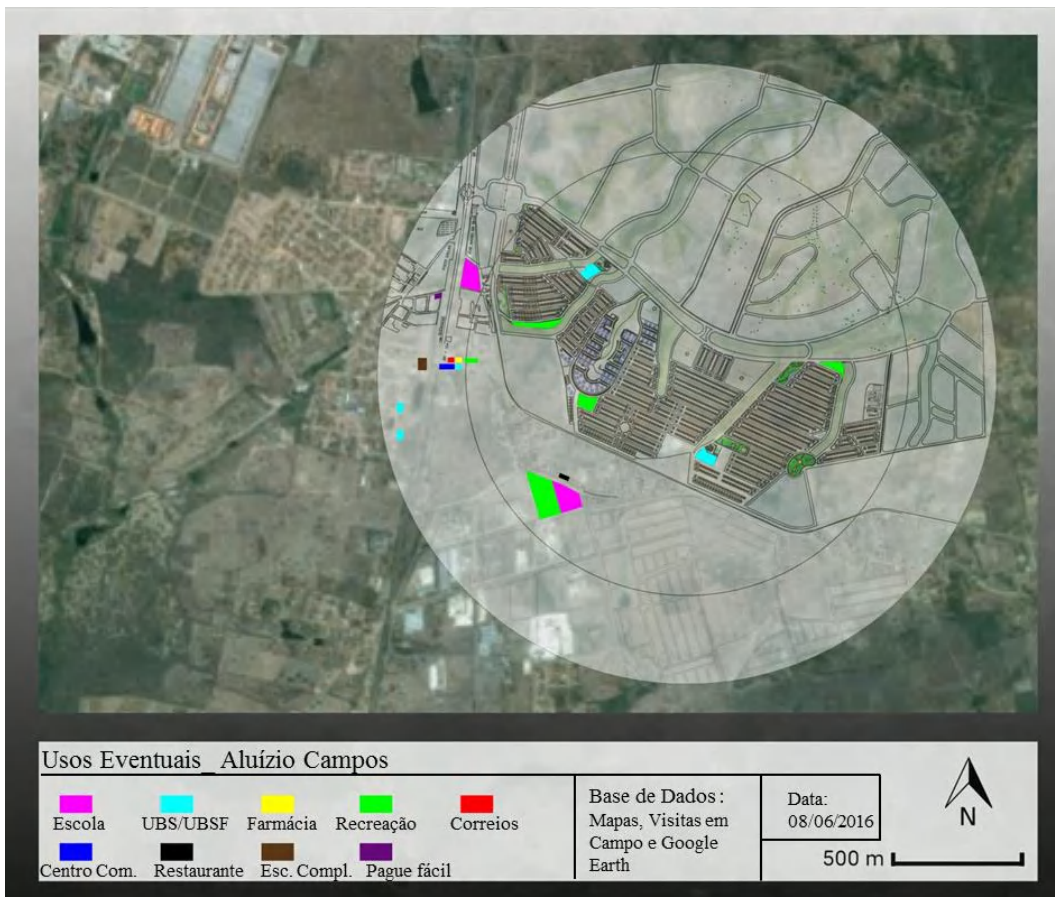 Usos Eventuais_ Aluízio Campos
Escola
UBS/UBSF
Farmácia
Recreação
Correios
Centro Com.
Restaurante
Esc. Compl.
Pague fácil
Base de Dados :
Mapas, Visitas em
Campo e Google
Earth
Data:
08/06/2016
N
500 m